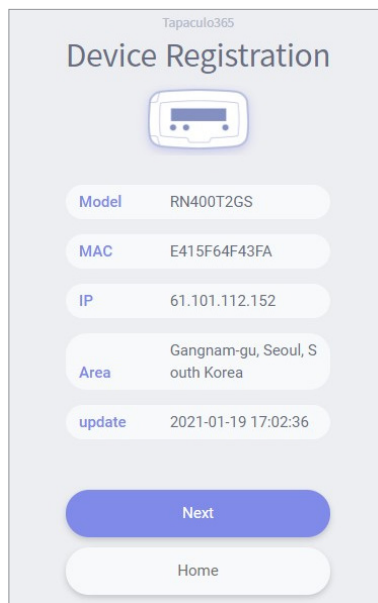 Tapaculo365
Device Registration
Model RN400T2GS
MAC E415F64F43FA
IP 61.101.112.152
Gangnam-gu, Seoul, S
Area outh Korea
update 2021-01-19 17:02:36
Next
Home